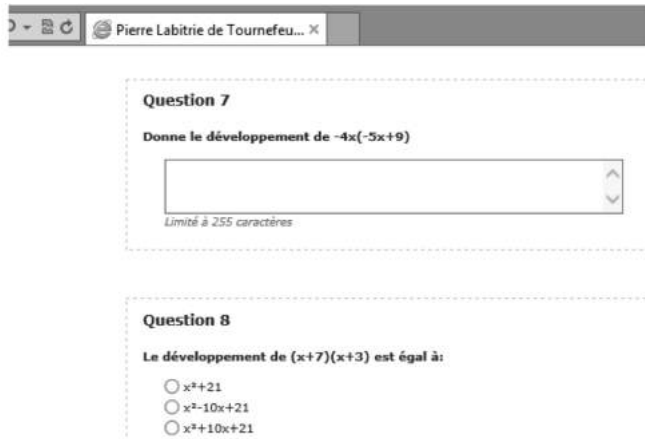 Pierre Labitrie de Tournefeu...
Question 7
Donne le développement de -4x(-5x+9)
Limité à 255 caractères
Question 8
Le développement de (x+7)(x+3) est égal à:
x²+21
x²-10x+21
x²+10x+21